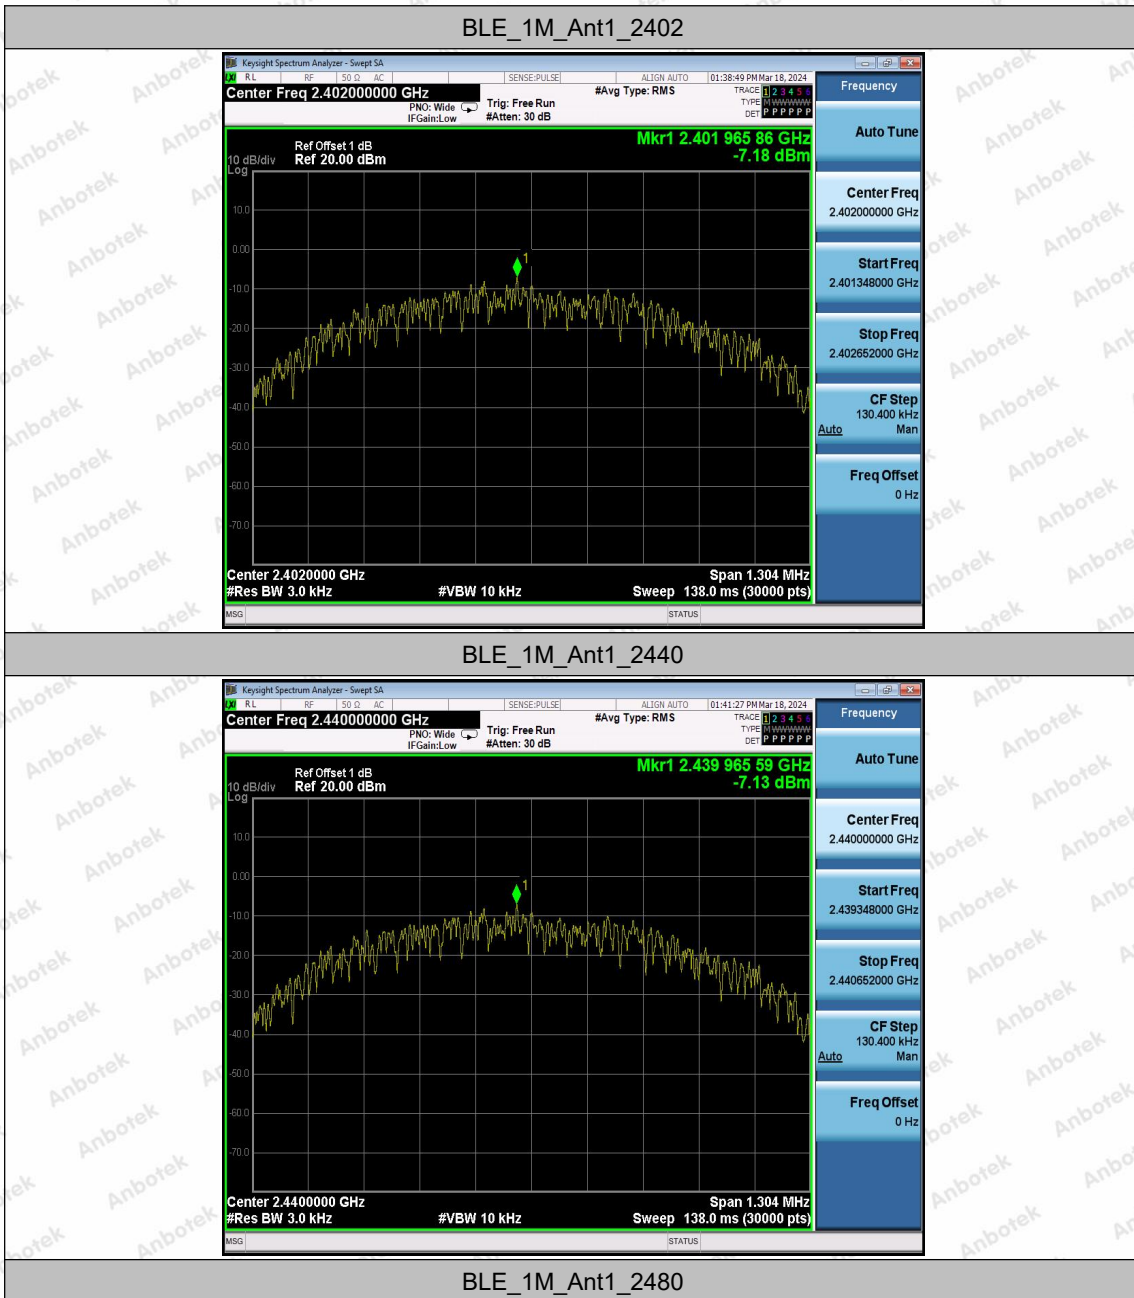 BLE_1M_Ant1_2402
Keysight Spectrum Analyzer - Swept SA
LXI RL RF 50 Ω AC SENSE:PULSE ALIGN AUTO 01:38:49 PM Mar 18, 2024
Center Freq 2.402000000 GHz #Avg Type: RMS TRACE 1 2 3 4 5 6
PNO: Wide Trig: Free Run TYPE M W W W W W
IFGain:Low #Atten: 30 dB DET P P P P P P
Frequency
Mkr1 2.401 965 86 GHz
-7.18 dBm
Ref Offset 1 dB
10 dB/div Ref 20.00 dBm
Log
10.0
0.00
-10.0
-20.0
-30.0
-40.0
-50.0
-60.0
-70.0
1
Center 2.4020000 GHz Span 1.304 MHz
#Res BW 3.0 kHz #VBW 10 kHz Sweep 138.0 ms (30000 pts)
MSG STATUS
Auto Tune
Center Freq
2.402000000 GHz
Start Freq
2.401348000 GHz
Stop Freq
2.402652000 GHz
CF Step
130.400 kHz
Auto Man
Freq Offset
0 Hz
BLE_1M_Ant1_2440
Keysight Spectrum Analyzer - Swept SA
LXI RL RF 50 Ω AC SENSE:PULSE ALIGN AUTO 01:41:27 PM Mar 18, 2024
Center Freq 2.440000000 GHz #Avg Type: RMS TRACE 1 2 3 4 5 6
PNO: Wide Trig: Free Run TYPE M W W W W W
IFGain:Low #Atten: 30 dB DET P P P P P P
Frequency
Mkr1 2.439 965 59 GHz
-7.13 dBm
Ref Offset 1 dB
10 dB/div Ref 20.00 dBm
Log
10.0
0.00
-10.0
-20.0
-30.0
-40.0
-50.0
-60.0
-70.0
1
Center 2.4400000 GHz Span 1.304 MHz
#Res BW 3.0 kHz #VBW 10 kHz Sweep 138.0 ms (30000 pts)
MSG STATUS
Auto Tune
Center Freq
2.440000000 GHz
Start Freq
2.439348000 GHz
Stop Freq
2.440652000 GHz
CF Step
130.400 kHz
Auto Man
Freq Offset
0 Hz
BLE_1M_Ant1_2480
Anbotek